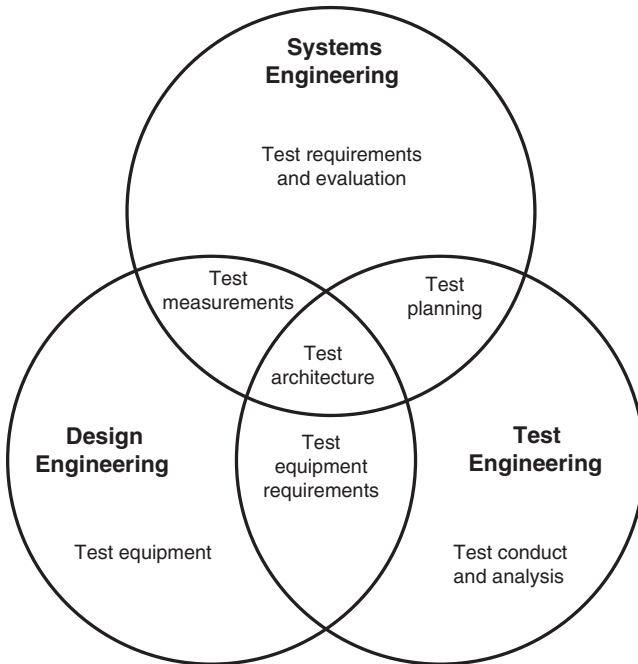 Systems
Engineering
Test requirements
and evaluation
Test
measurements
Test
planning
Test
architecture
Design
Engineering
Test
equipment
requirements
Test
Engineering
Test equipment
Test conduct
and analysis